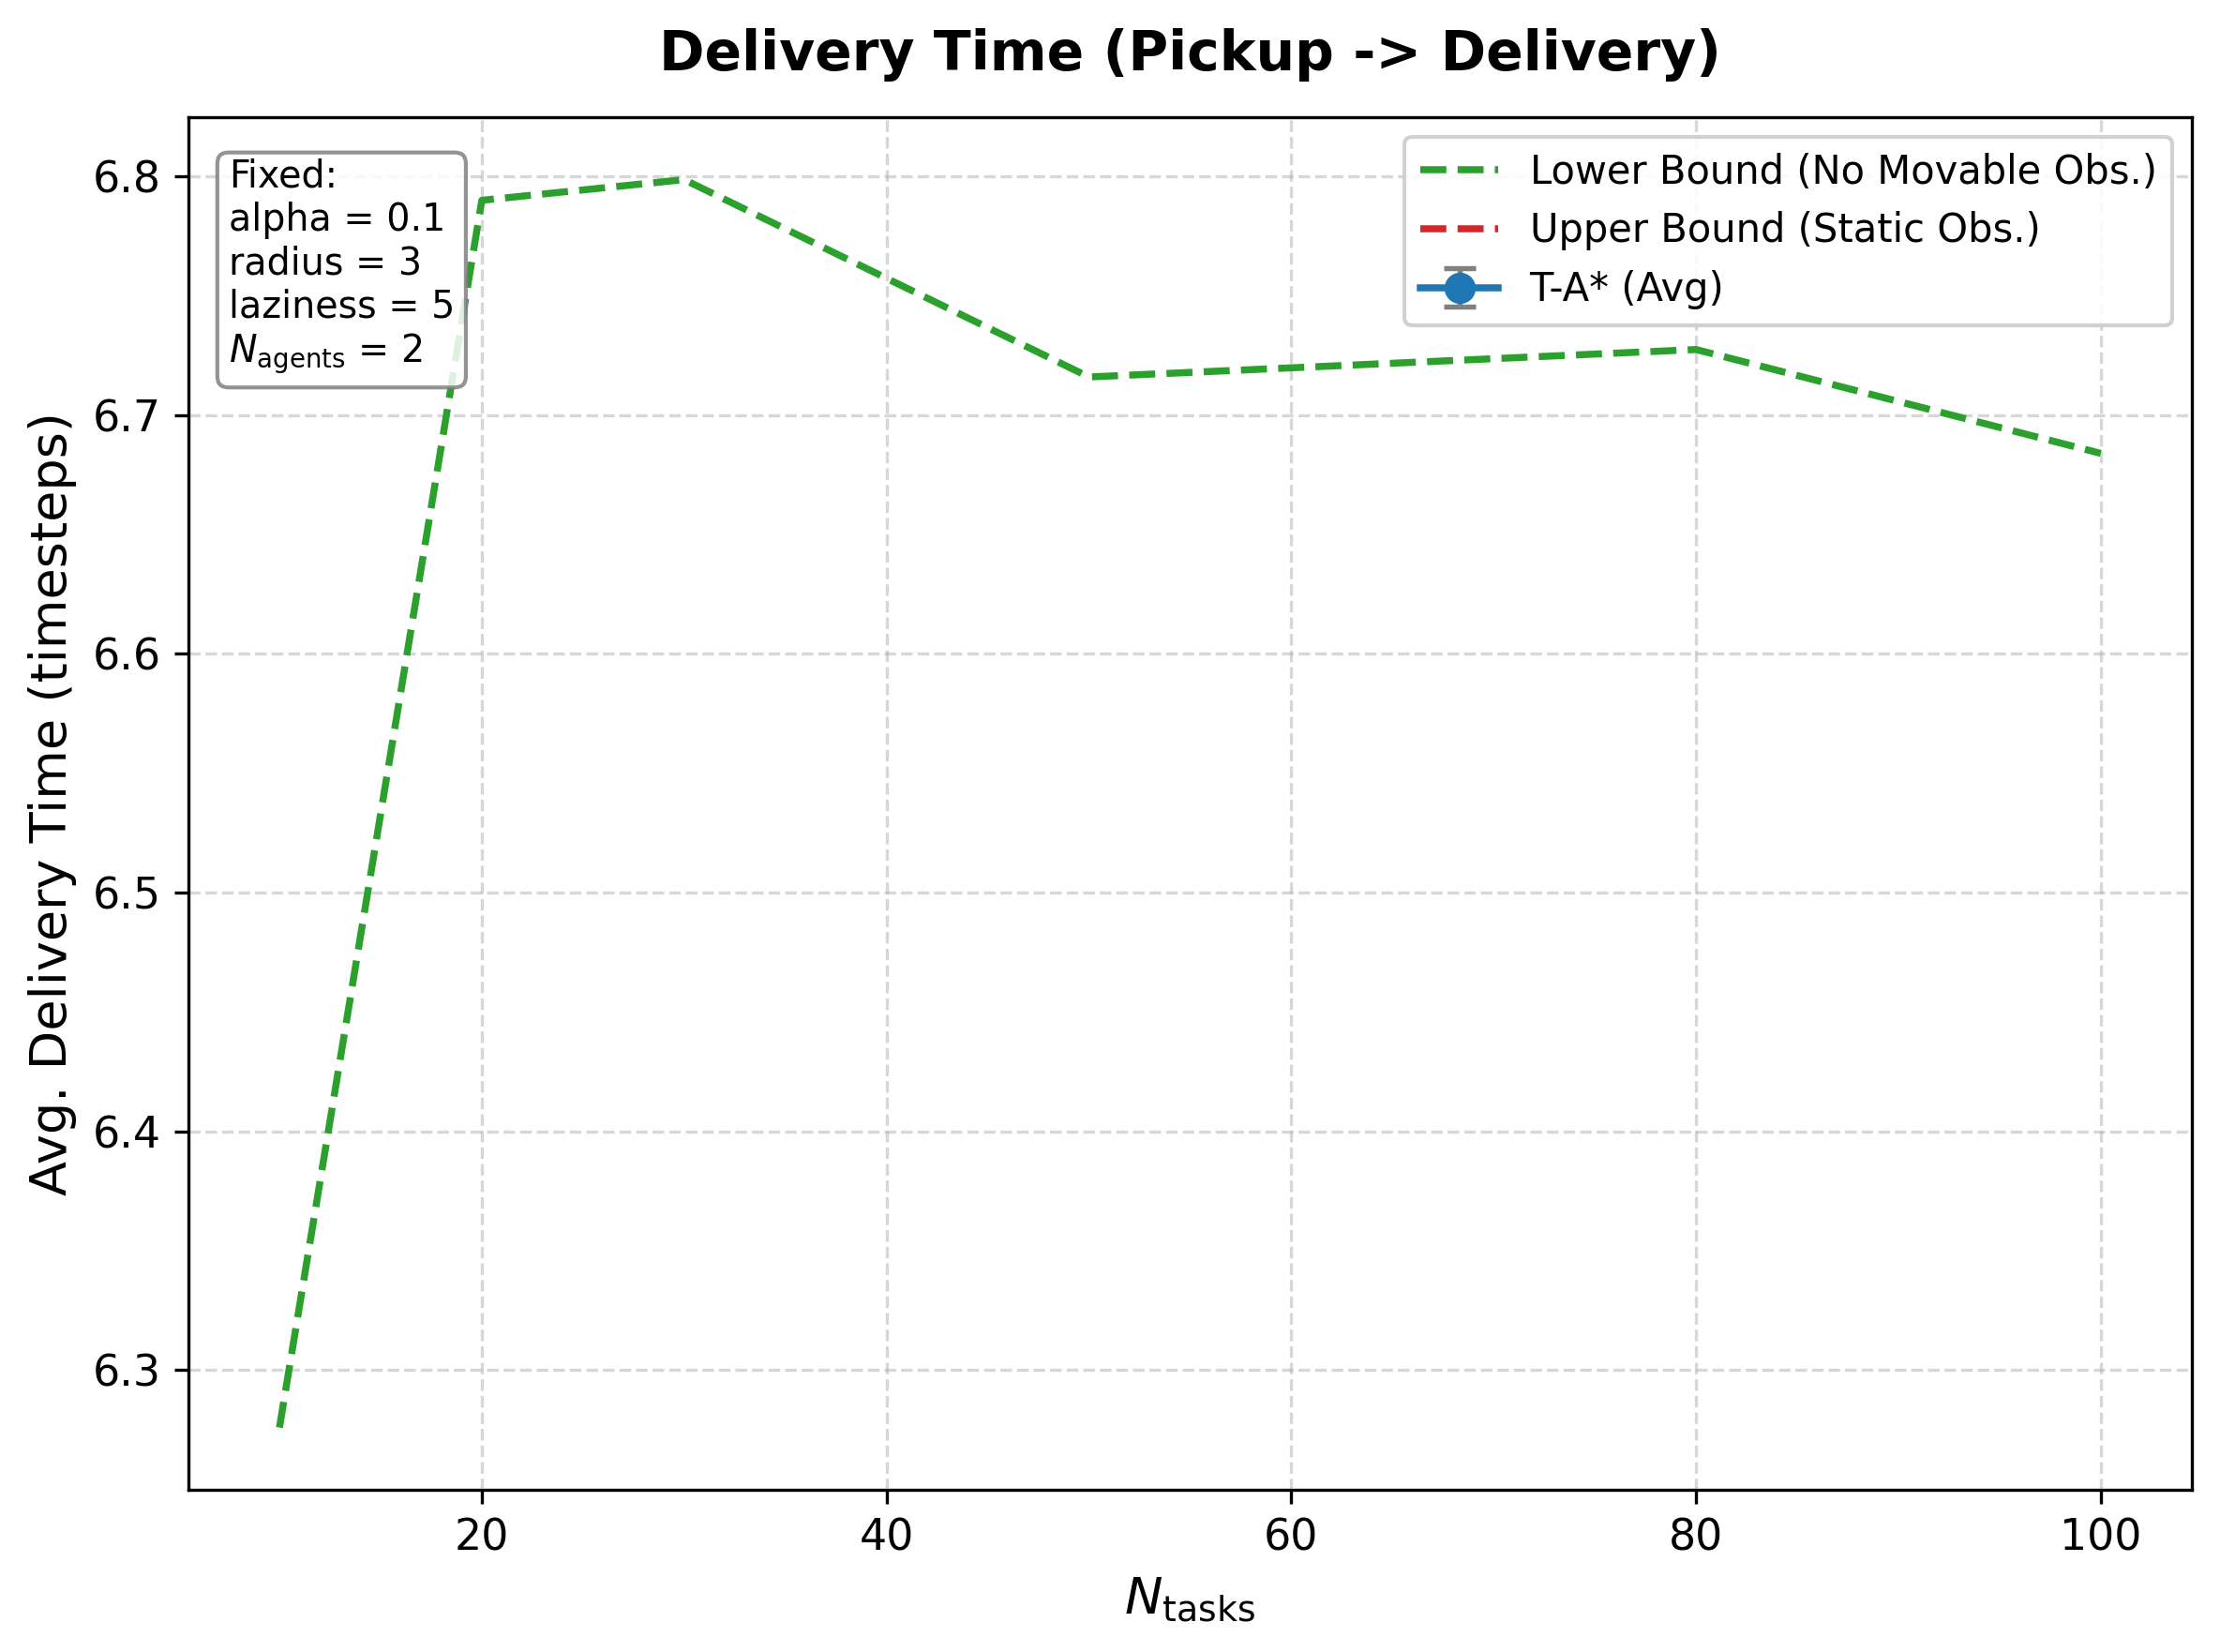 Delivery Time (Pickup -> Delivery)
Fixed:
alpha = 0.1
radius = 3
laziness = 5
N_agents = 2
Lower Bound (No Movable Obs.)
Upper Bound (Static Obs.)
T-A* (Avg)
Avg. Delivery Time (timesteps)
6.8
6.7
6.6
6.5
6.4
6.3
20 40 60 80 100
N_tasks